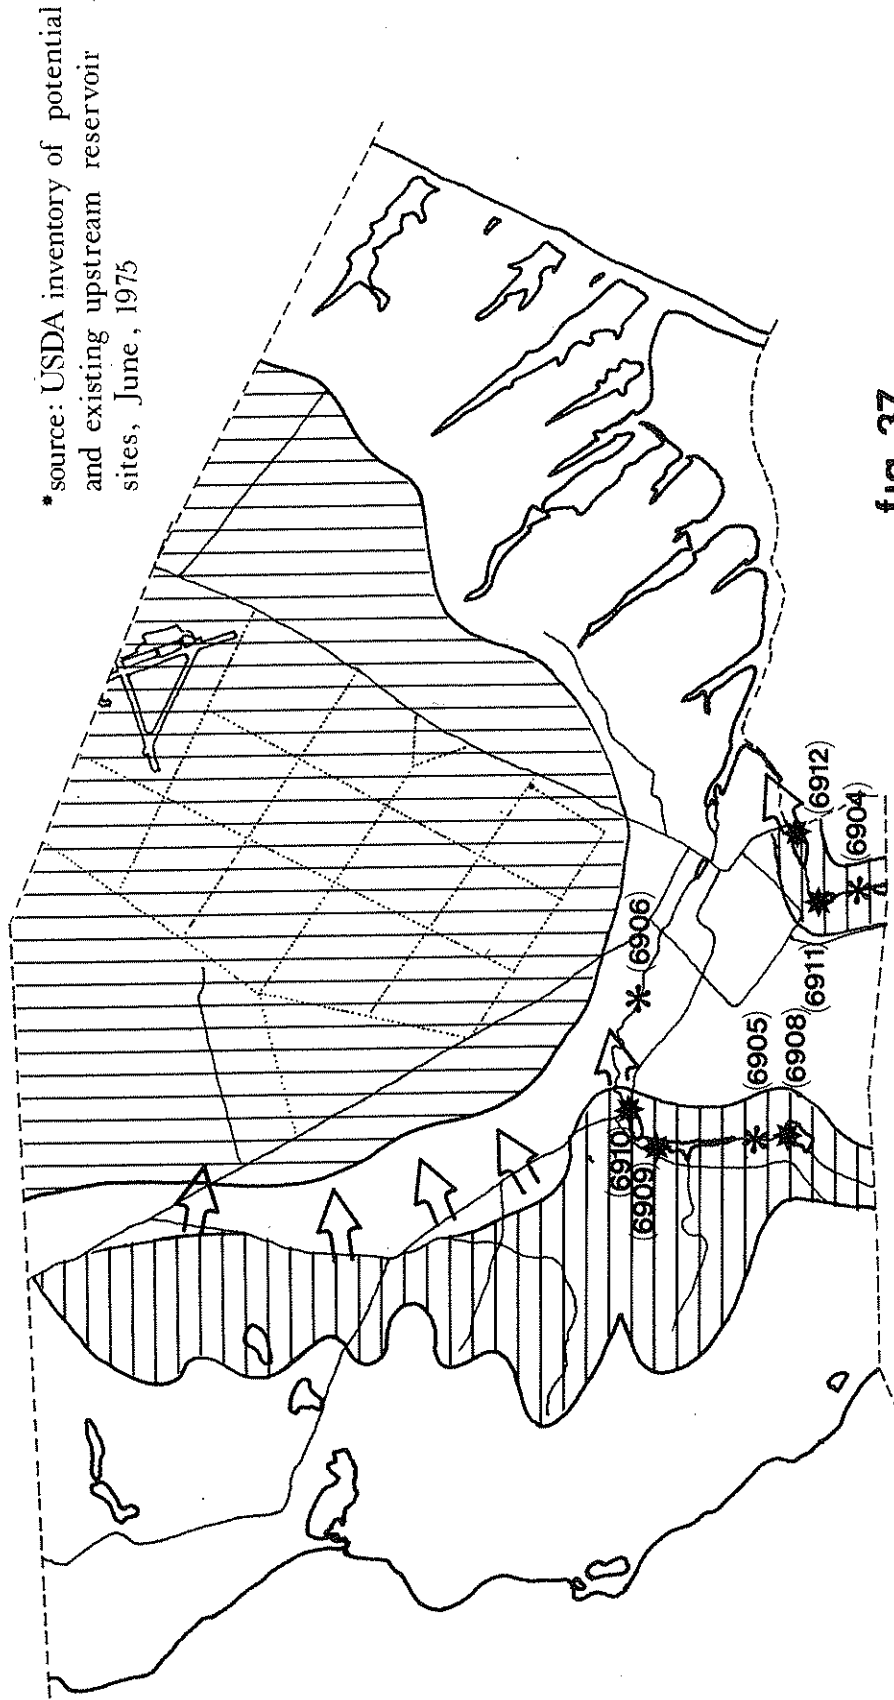 *source: USDA inventory of potential
and existing upstream reservoir
sites, June, 1975
(6906)
(6910)
(6909)
(6905)
(6908)
(6911)
(6912)
(6904)
fig. 37